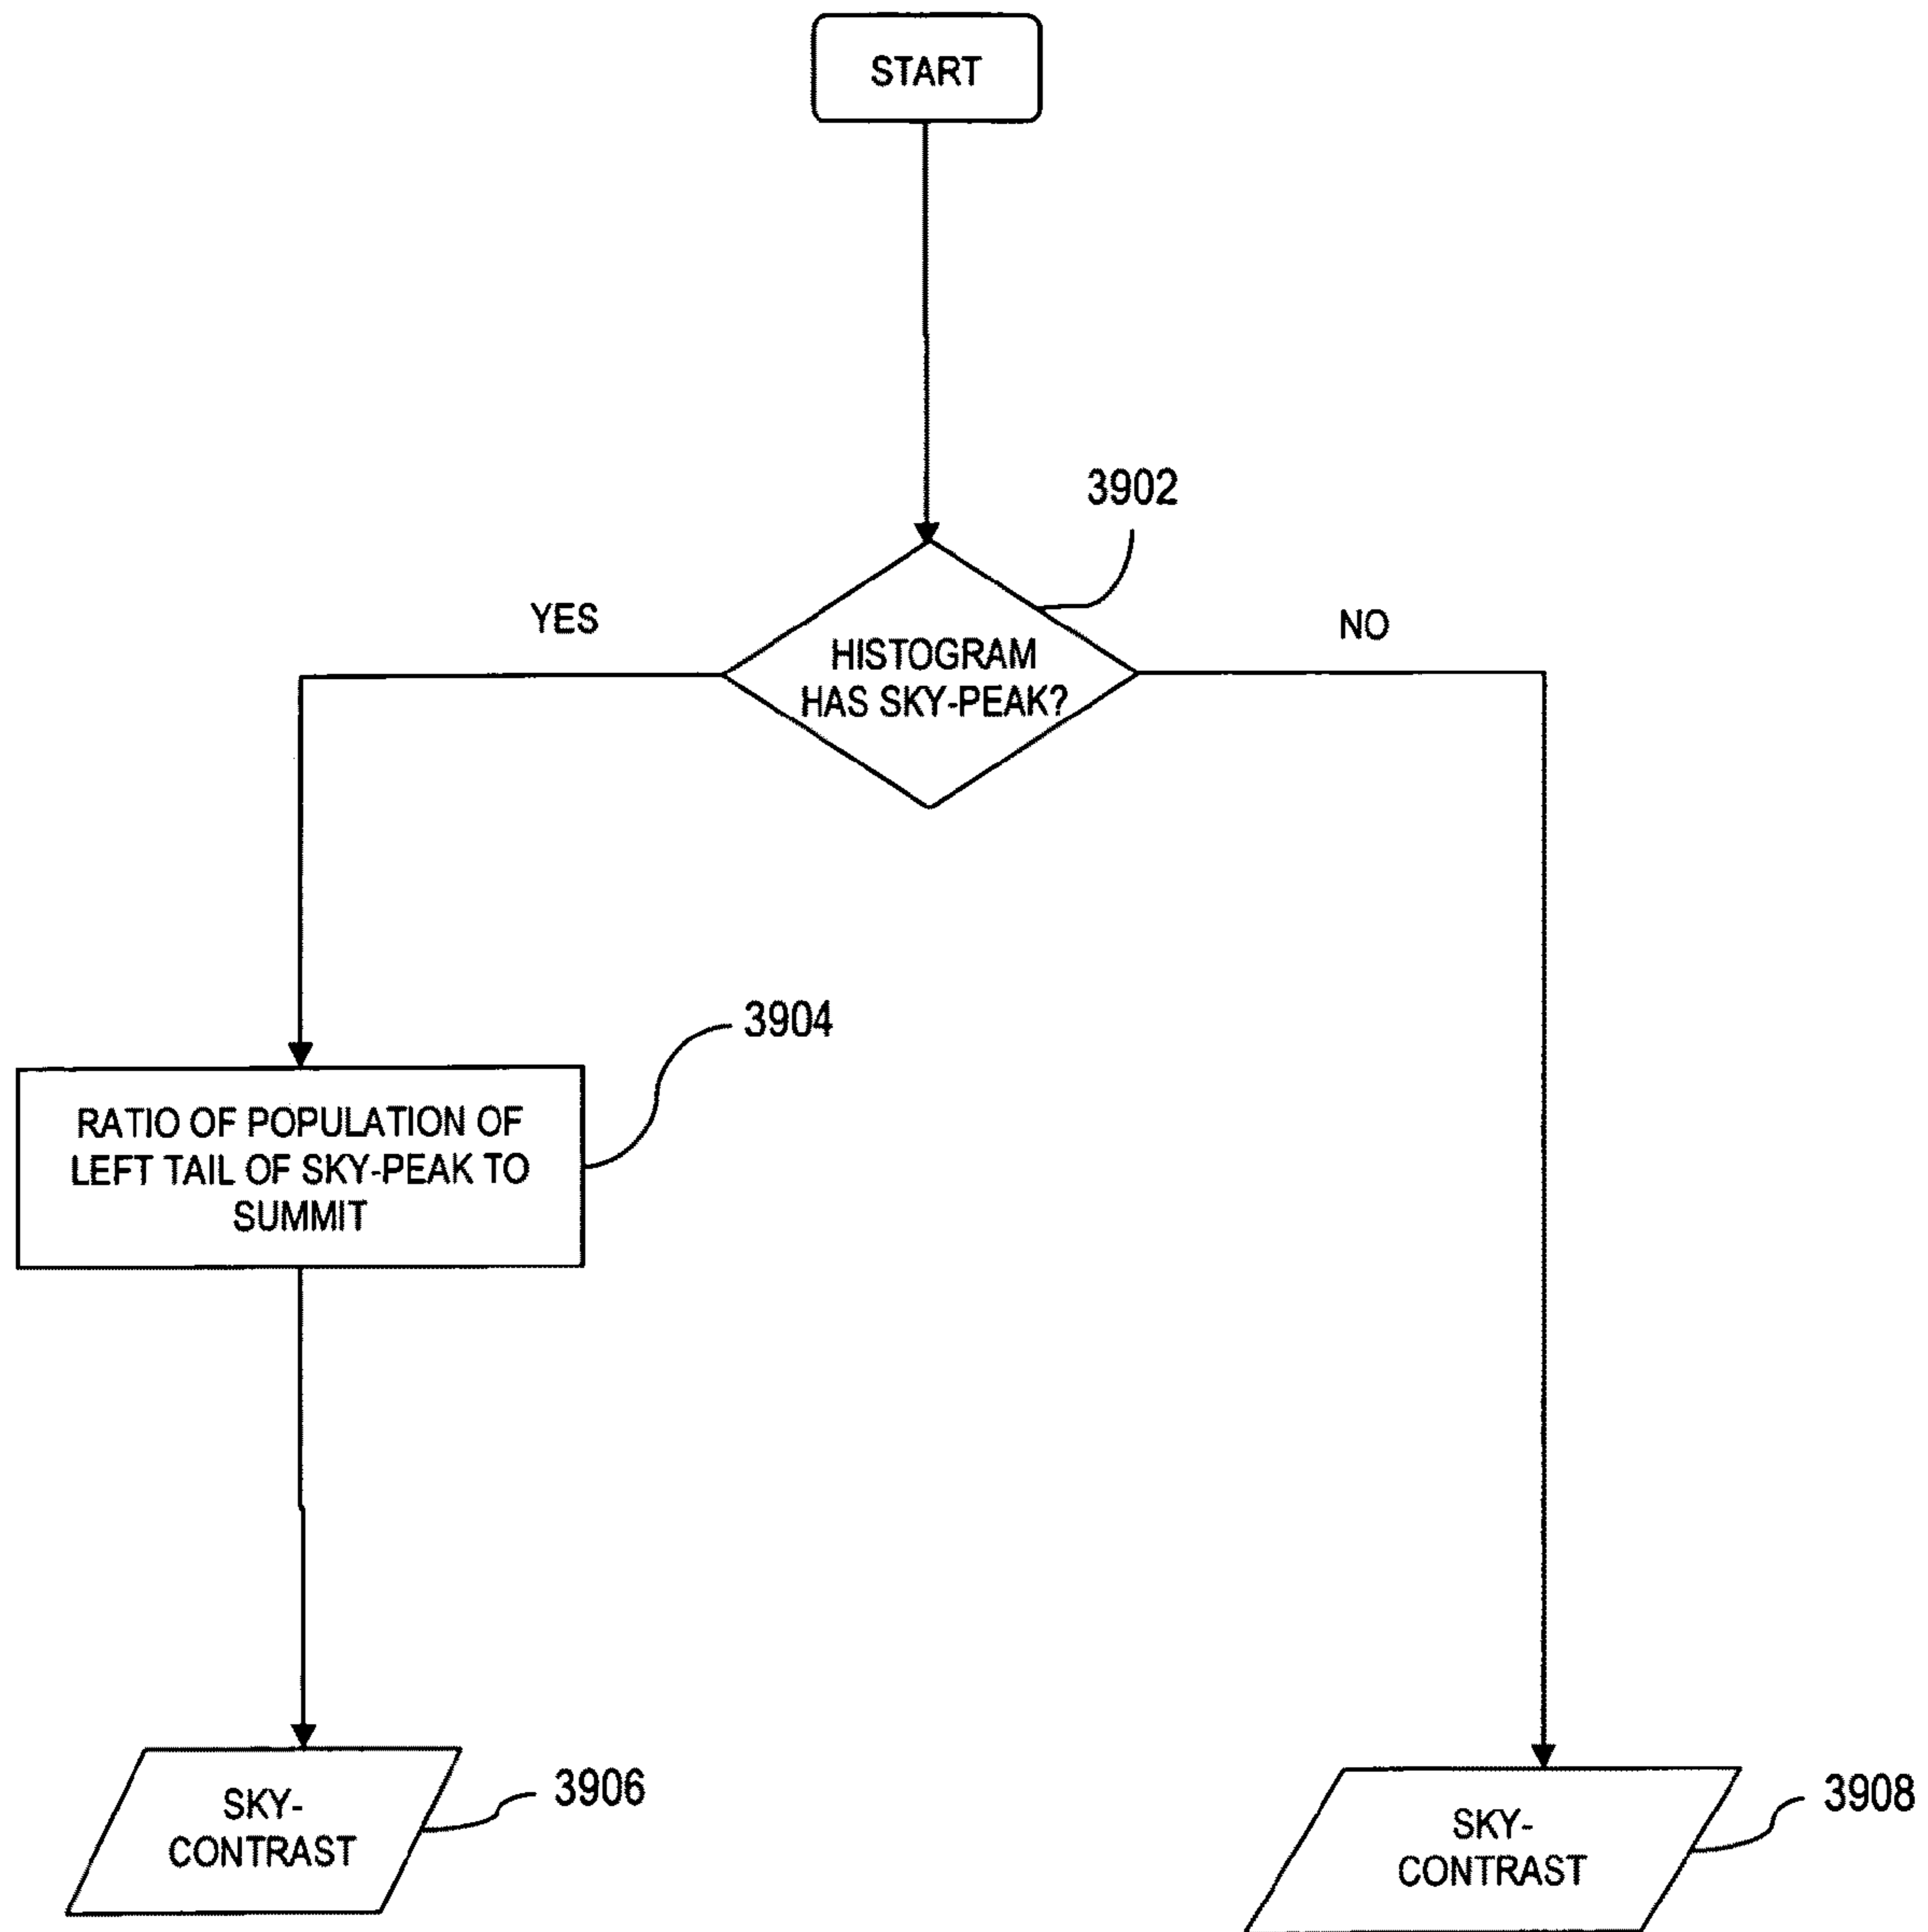 START
3902
YES
NO
HISTOGRAM
HAS SKY-PEAK?
3904
RATIO OF POPULATION OF
LEFT TAIL OF SKY-PEAK TO
SUMMIT
3906
SKY-
CONTRAST
3908
SKY-
CONTRAST